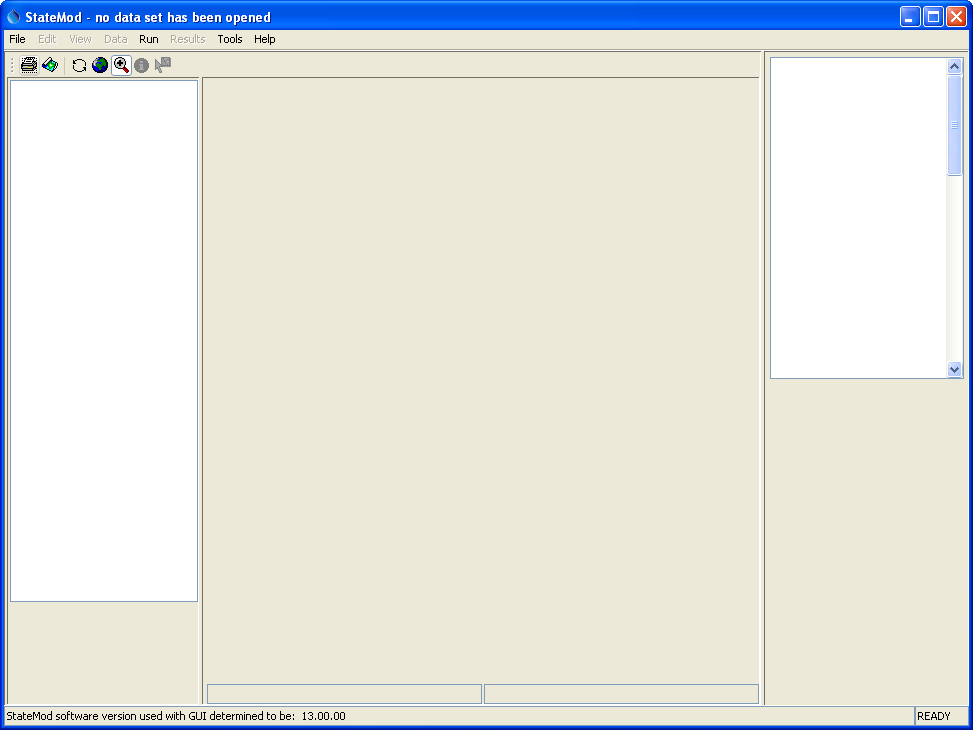 StateMod - no data set has been opened
File Edit View Data Run Results Tools Help
StateMod software version used with GUI determined to be: 13.00.00
READY